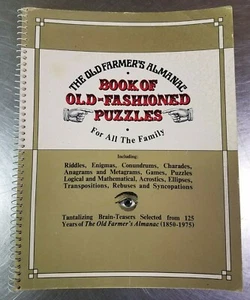 THE OLD FARMER'S ALMANAC
BOOK OF
OLD-FASHIONED
PUZZLES
For All The Family
Including:
Riddles, Enigmas, Conundrums, Charades,
Anagrams and Metagrams, Games, Puzzles
Logical and Mathematical, Acrostics, Ellipses,
Transpositions, Rebuses and Syncopations
Tantalizing Brain-Teasers Selected from 125
Years of The Old Farmer's Almanac (1850-1975)